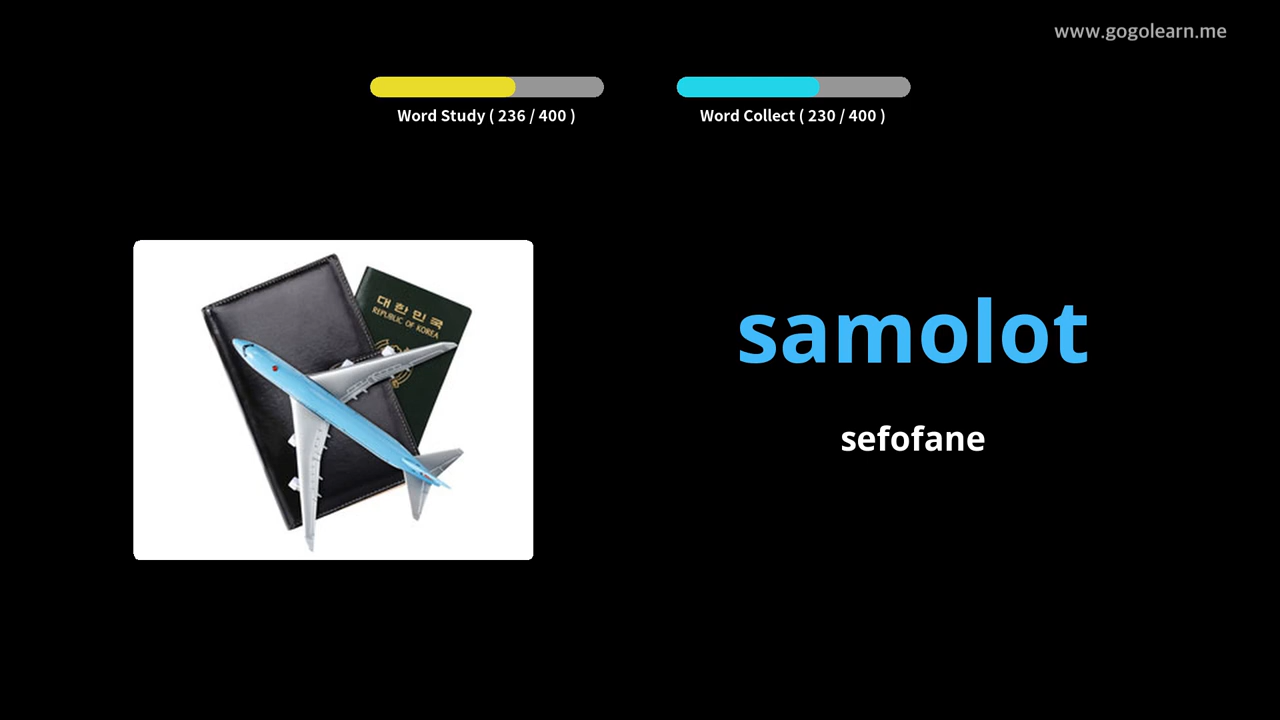 www.gogolearn.me
Word Study ( 236 / 400 )
Word Collect ( 230 / 400 )
대한민국
REPUBLIC OF KOREA
samolot
sefofane